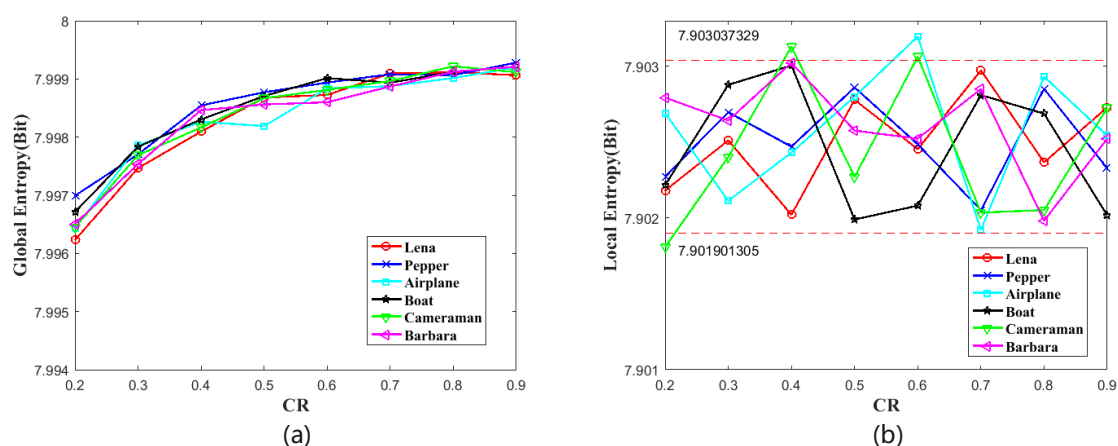 8
7.999
7.998
7.997
7.996
7.995
7.994
Global Entropy(Bit)
0.2 0.3 0.4 0.5 0.6 0.7 0.8 0.9
CR
Lena
Pepper
Airplane
Boat
Cameraman
Barbara
(a)
7.903037329
7.903
7.902
7.901
Local Entropy(Bit)
7.901901305
0.2 0.3 0.4 0.5 0.6 0.7 0.8 0.9
CR
Lena
Pepper
Airplane
Boat
Cameraman
Barbara
(b)